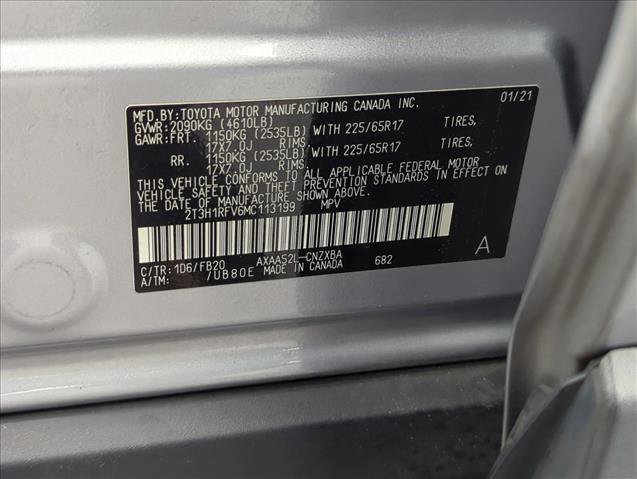 MFD.BY:TOYOTA MOTOR MANUFACTURING CANADA INC. 01/21
GVWR:2090KG (4610LB)
GAWR:FRT. 1150KG (2535LB) WITH 225/65R17 TIRES,
17X7.0J RIMS.
RR. 1150KG (2535LB) WITH 225/65R17 TIRES,
17X7.0J RIMS.
THIS VEHICLE CONFORMS TO ALL APPLICABLE FEDERAL MOTOR
VEHICLE SAFETY AND THEFT PREVENTION STANDARDS IN EFFECT ON
THE DATE OF MANUFACTURE SHOWN ABOVE.
2T3H1RFV6MC113199 MPV
A
C/TR:1D6/FB20 AXAA52L-CNZXBA 682
A/TM: /UB80E MADE IN CANADA